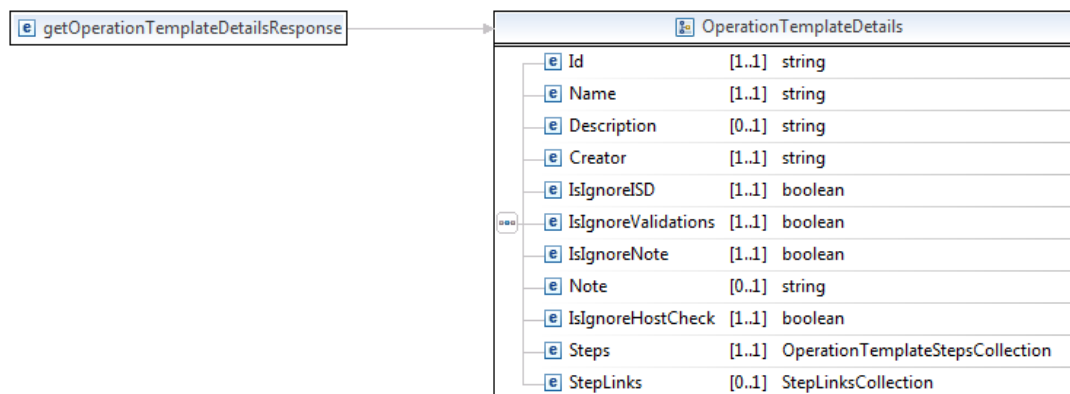 e getOperationTemplateDetailsResponse
OperationTemplateDetails
e Id [1..1] string
e Name [1..1] string
e Description [0..1] string
e Creator [1..1] string
e IsIgnoreISD [1..1] boolean
e IsIgnoreValidations [1..1] boolean
e IsIgnoreNote [1..1] boolean
e Note [0..1] string
e IsIgnoreHostCheck [1..1] boolean
e Steps [1..1] OperationTemplateStepsCollection
e StepLinks [0..1] StepLinksCollection